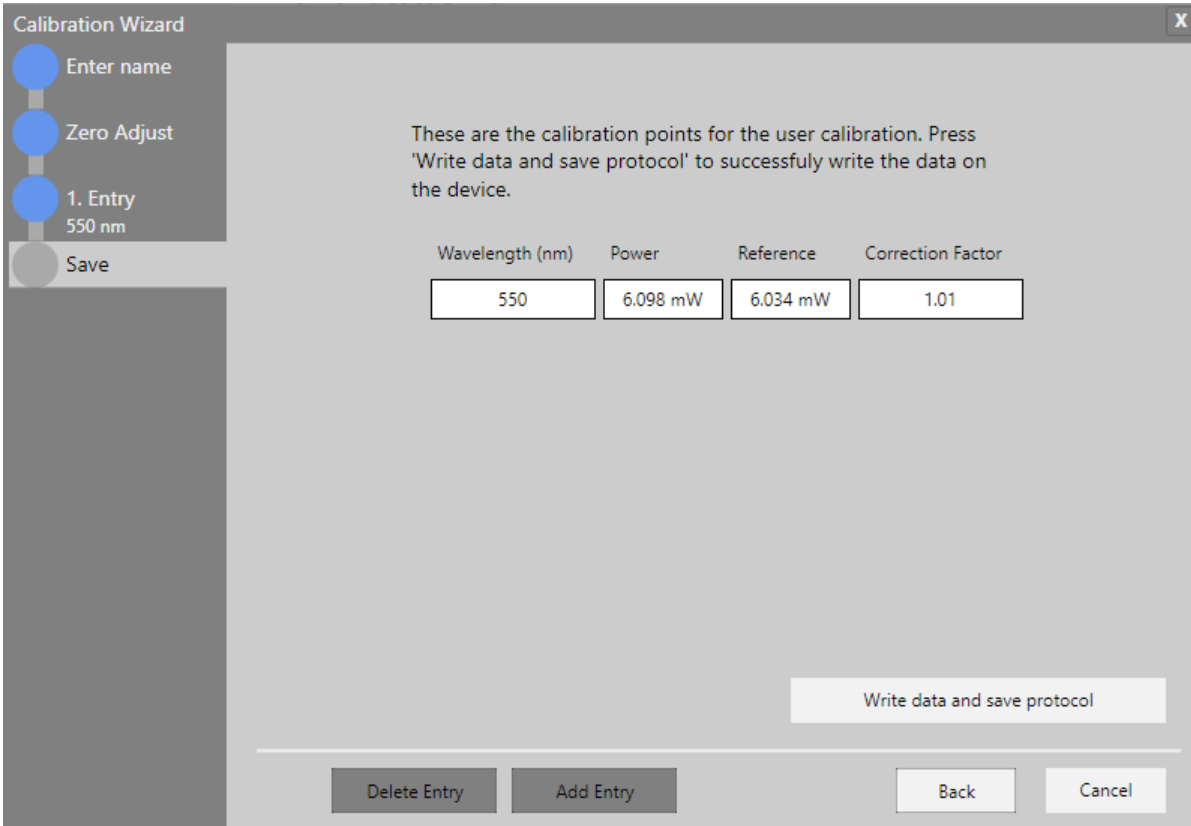 Calibration Wizard
X
Enter name
Zero Adjust
1. Entry
550 nm
Save
These are the calibration points for the user calibration. Press
'Write data and save protocol' to successfuly write the data on
the device.
Wavelength (nm) Power Reference Correction Factor
550 6.098 mW 6.034 mW 1.01
Write data and save protocol
Delete Entry Add Entry Back Cancel